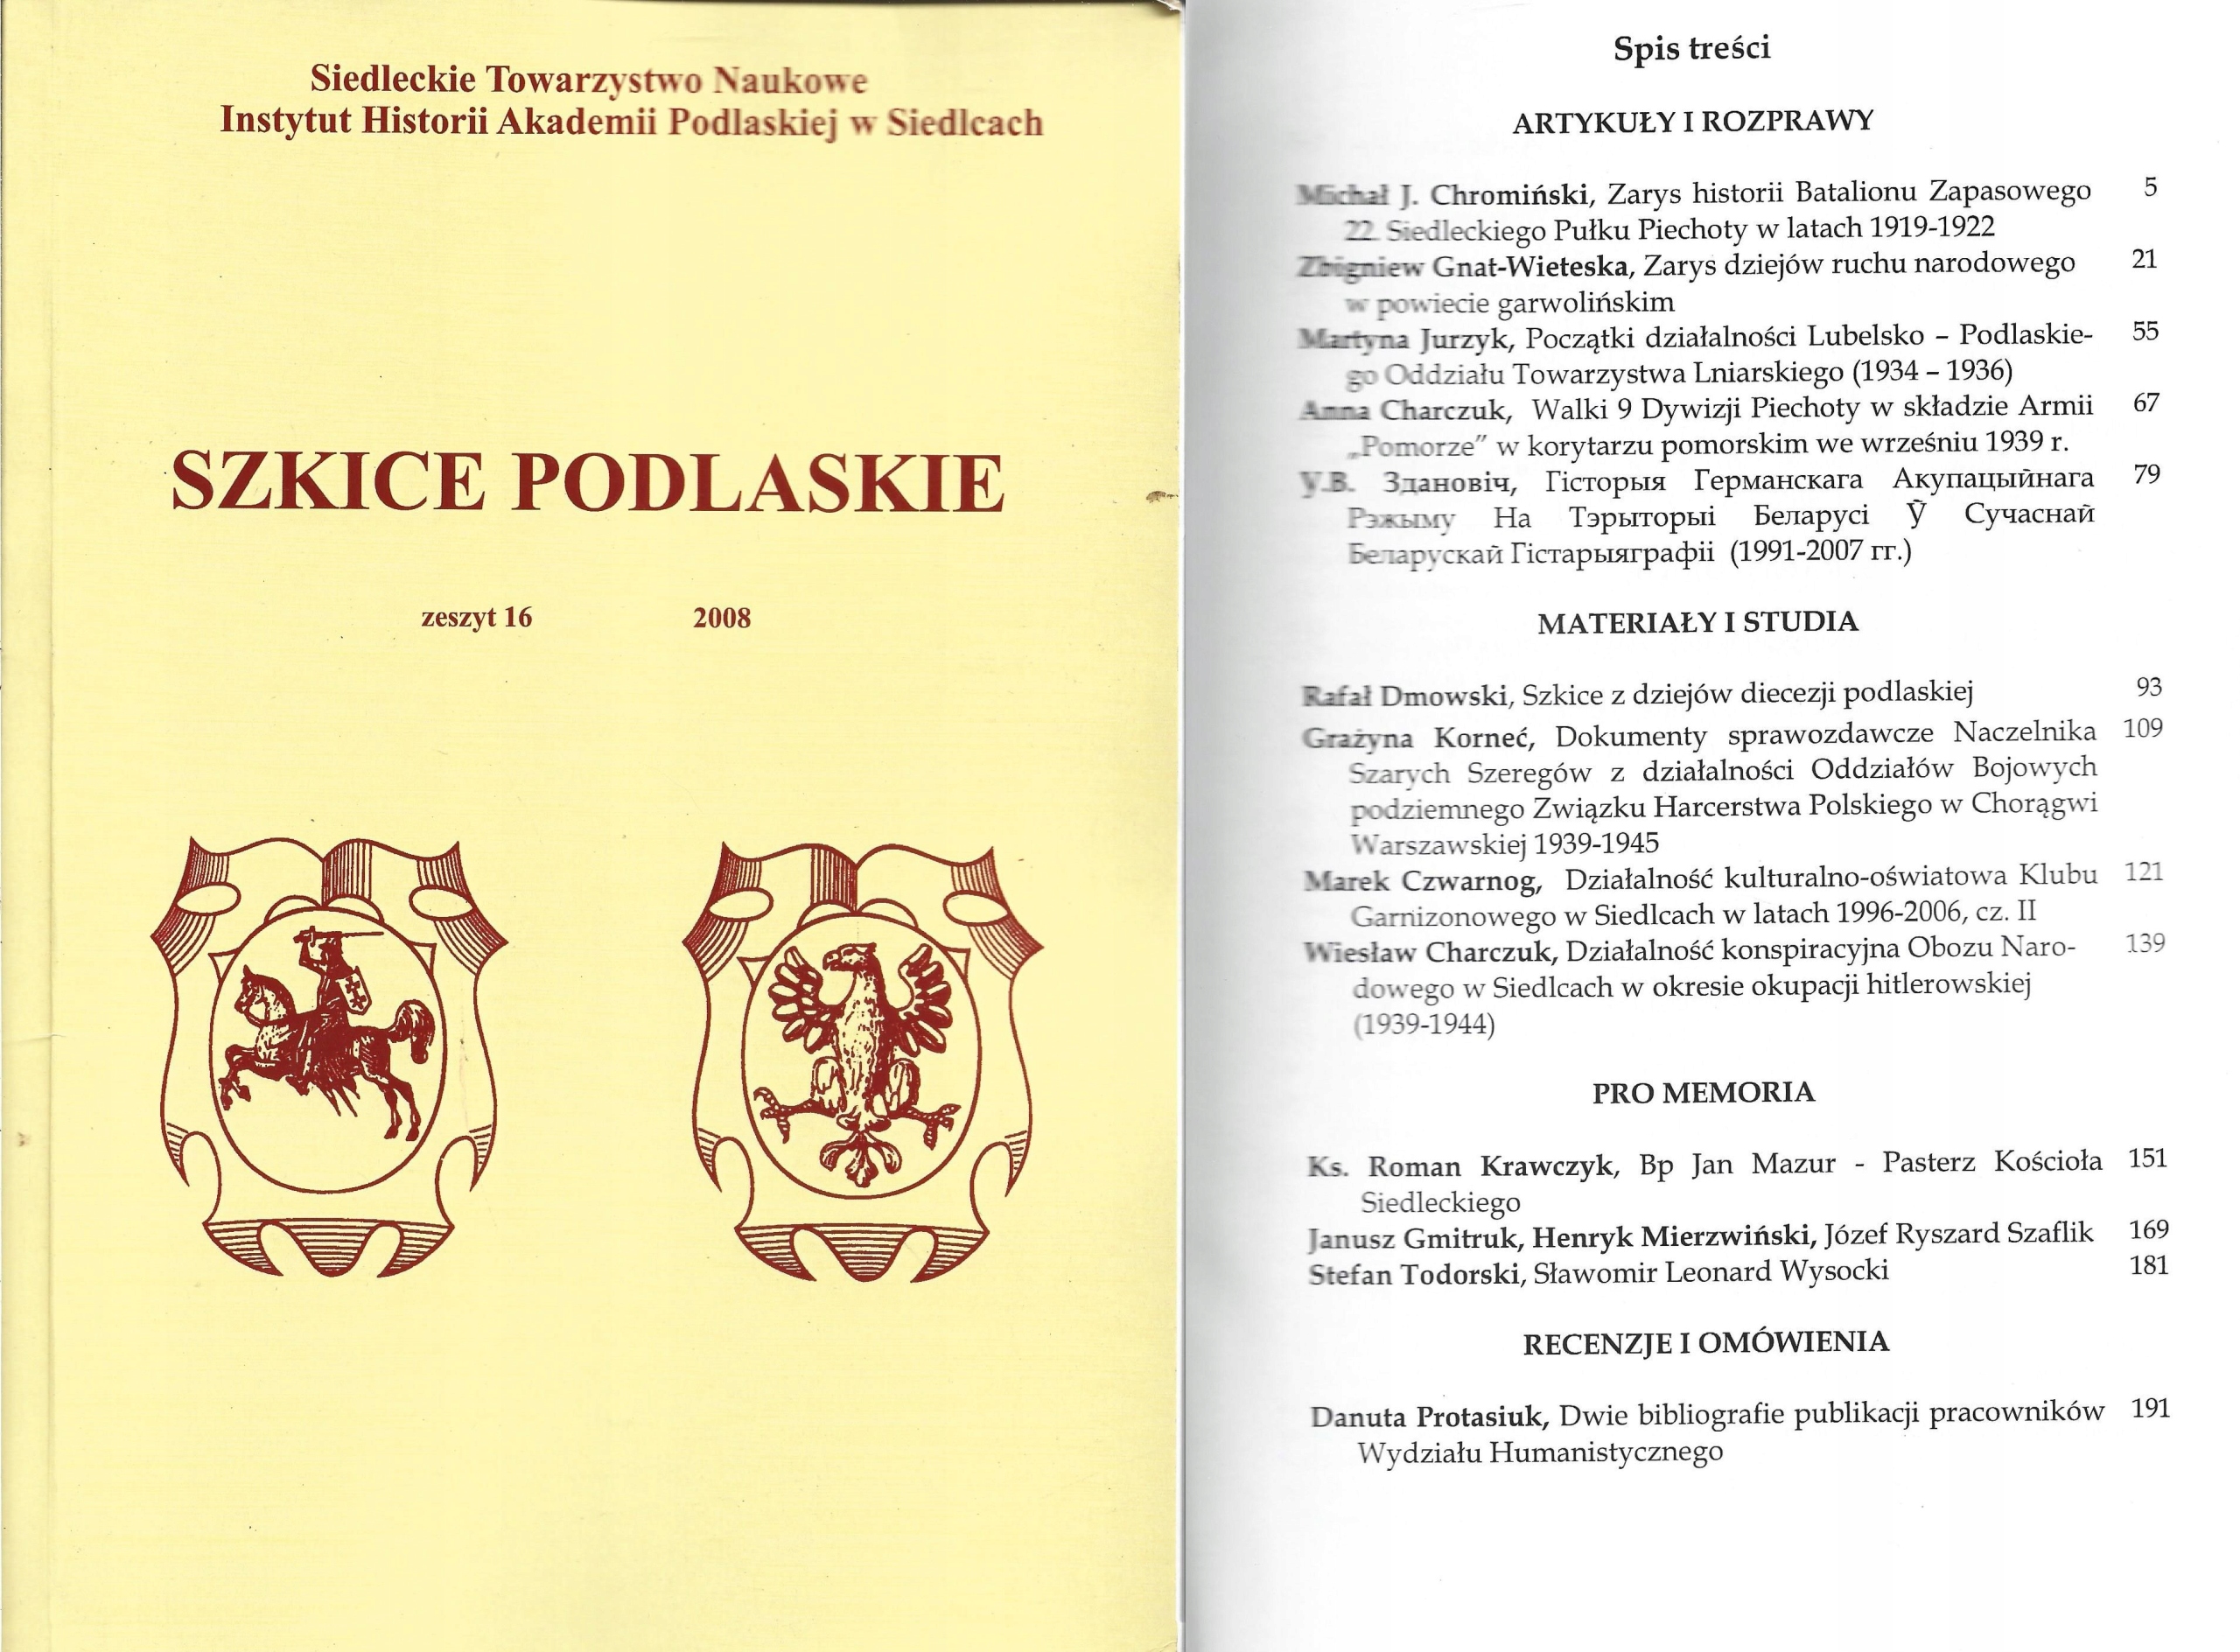 Siedleckie Towarzystwo Naukowe
Instytut Historii Akademii Podlaskiej w Siedlcach
SZKICE PODLASKIE
zeszyt 16 2008
Spis treści
ARTYKUŁY I ROZPRAWY
Michał J. Chromiński, Zarys historii Batalionu Zapasowego 5
22 Siedleckiego Pułku Piechoty w latach 1919-1922
Zbigniew Gnat-Wieteska, Zarys dziejów ruchu narodowego 21
w powiecie garwolińskim
Martyna Jurzyk, Początki działalności Lubelsko – Podlaskie- 55
go Oddziału Towarzystwa Lniarskiego (1934 – 1936)
Anna Charczuk, Walki 9 Dywizji Piechoty w składzie Armii 67
„Pomorze” w korytarzu pomorskim we wrześniu 1939 r.
У.В. Здановіч, Гісторыя Германскага Акупацыйнага 79
Рэжыму На Тэрыторыі Беларусі Ў Сучаснай
Беларускай Гістарыяграфіі (1991-2007 гг.)
MATERIAŁY I STUDIA
Rafał Dmowski, Szkice z dziejów diecezji podlaskiej 93
Grażyna Korneć, Dokumenty sprawozdawcze Naczelnika 109
Szarych Szeregów z działalności Oddziałów Bojowych
podziemnego Związku Harcerstwa Polskiego w Chorągwi
Warszawskiej 1939-1945
Marek Czwarnog, Działalność kulturalno-oświatowa Klubu 121
Garnizonowego w Siedlcach w latach 1996-2006, cz. II
Wiesław Charczuk, Działalność konspiracyjna Obozu Naro- 139
dowego w Siedlcach w okresie okupacji hitlerowskiej
(1939-1944)
PRO MEMORIA
Ks. Roman Krawczyk, Bp Jan Mazur - Pasterz Kościoła 151
Siedleckiego
Janusz Gmitruk, Henryk Mierzwiński, Józef Ryszard Szaflik 169
Stefan Todorski, Sławomir Leonard Wysocki 181
RECENZJE I OMÓWIENIA
Danuta Protasiuk, Dwie bibliografie publikacji pracowników 191
Wydziału Humanistycznego